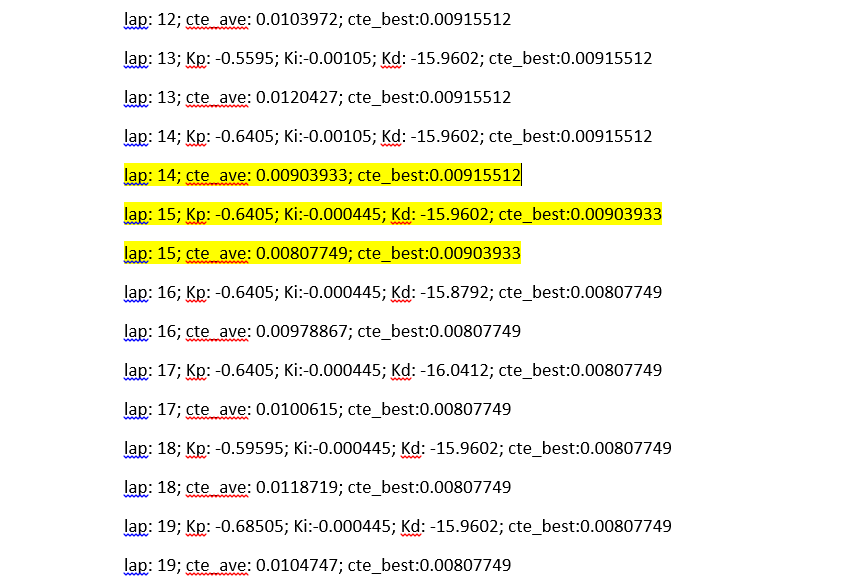 lap: 12; cte_ave: 0.0103972; cte_best:0.00915512
lap: 13; Kp: -0.5595; Ki:-0.00105; Kd: -15.9602; cte_best:0.00915512
lap: 13; cte_ave: 0.0120427; cte_best:0.00915512
lap: 14; Kp: -0.6405; Ki:-0.00105; Kd: -15.9602; cte_best:0.00915512
lap: 14; cte_ave: 0.00903933; cte_best:0.00915512
lap: 15; Kp: -0.6405; Ki:-0.000445; Kd: -15.9602; cte_best:0.00903933
lap: 15; cte_ave: 0.00807749; cte_best:0.00903933
lap: 16; Kp: -0.6405; Ki:-0.000445; Kd: -15.8792; cte_best:0.00807749
lap: 16; cte_ave: 0.00978867; cte_best:0.00807749
lap: 17; Kp: -0.6405; Ki:-0.000445; Kd: -16.0412; cte_best:0.00807749
lap: 17; cte_ave: 0.0100615; cte_best:0.00807749
lap: 18; Kp: -0.59595; Ki:-0.000445; Kd: -15.9602; cte_best:0.00807749
lap: 18; cte_ave: 0.0118719; cte_best:0.00807749
lap: 19; Kp: -0.68505; Ki:-0.000445; Kd: -15.9602; cte_best:0.00807749
lap: 19; cte_ave: 0.0104747; cte_best:0.00807749